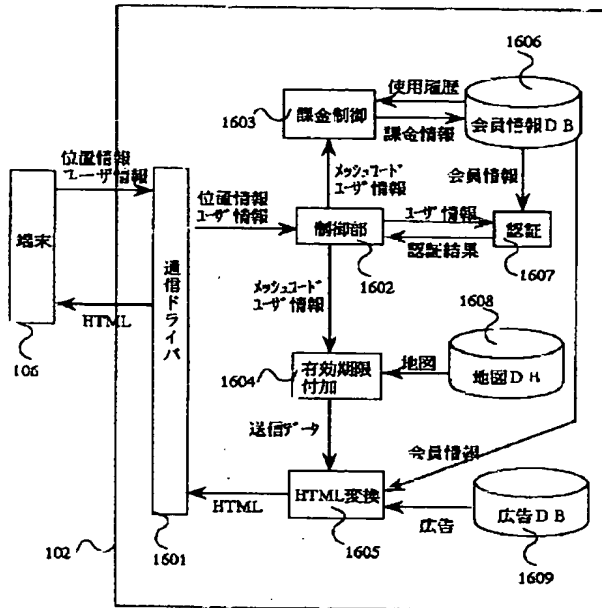 1606
使用履歴
課金制御
1603
会員情報DB
課金情報
位置情報
ユーザ情報
メッシュコード
ユーザ情報
会員情報
位置情報
ユーザ情報
ユーザ情報
端末
制御部
認証
認証結果
1602
1607
通信ドライバ
メッシュコード
ユーザ情報
1608
HTML
106
1604
有効期限
付加
地図
地図DB
送信データ
会員情報
HTML変換
HTML
広告
広告DB
102
1601
1605
1609